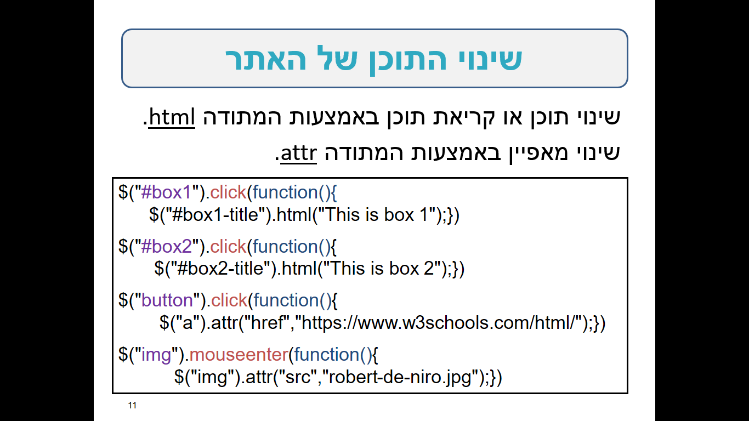 שינוי התוכן של האתר
שינוי תוכן או קריאת תוכן באמצעות המתודה html.
שינוי מאפיין באמצעות המתודה attr.
$("#box1").click(function(){
$("#box1-title").html("This is box 1");})
$("#box2").click(function(){
$("#box2-title").html("This is box 2");})
$("button").click(function(){
$("a").attr("href","https://www.w3schools.com/html/");})
$("img").mouseenter(function(){
$("img").attr("src","robert-de-niro.jpg");})
11